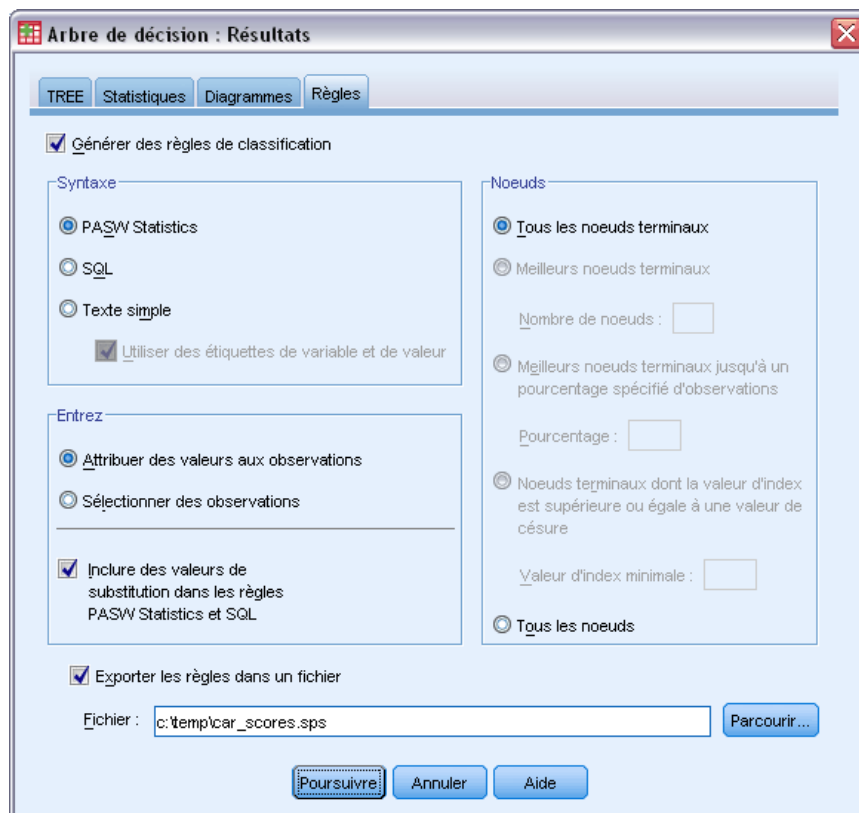 Arbre de décision : Résultats
TREE Statistiques Diagrammes Règles
Générer des règles de classification
Syntaxe
PASW Statistics
SQL
Texte simple
Utiliser des étiquettes de variable et de valeur
Entrez
Attribuer des valeurs aux observations
Sélectionner des observations
Inclure des valeurs de
substitution dans les règles
PASW Statistics et SQL
Noeuds
Tous les noeuds terminaux
Meilleurs noeuds terminaux
Nombre de noeuds :
Meilleurs noeuds terminaux jusqu'à un
pourcentage spécifié d'observations
Pourcentage :
Noeuds terminaux dont la valeur d'index
est supérieure ou égale à une valeur de
césure
Valeur d'index minimale :
Tous les noeuds
Exporter les règles dans un fichier
Fichier : c:\temp\car_scores.sps Parcourir...
Poursuivre Annuler Aide